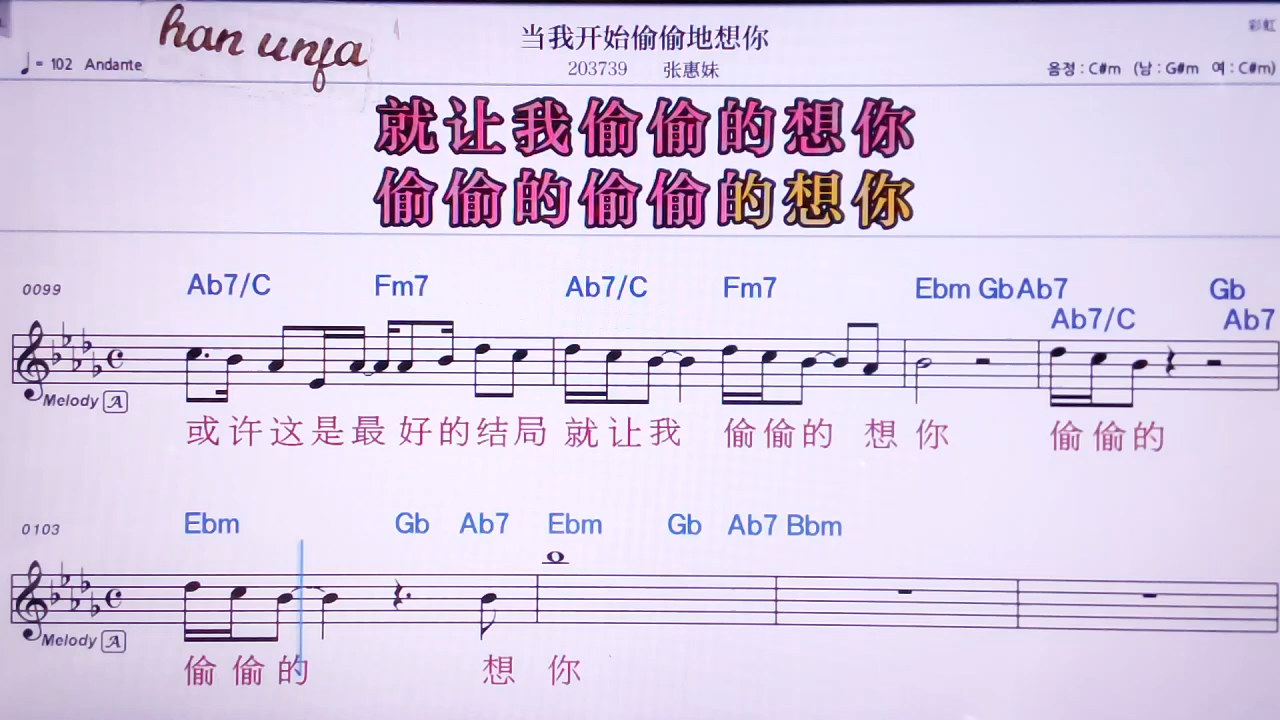 han unfa
当我开始偷偷地想你
彩虹
♩= 102 Andante
203739 张惠妹
음정 : C#m (남 : G#m 여 : C#m)
就让我偷偷的想你
偷偷的偷偷的想你
0099
Ab7/C Fm7 Ab7/C Fm7 Ebm Gb Ab7 Gb
Ab7/C Ab7
Melody A
或许这是最好的结局 就让我 偷偷的 想 你 偷偷的
0103
Ebm Gb Ab7 Ebm Gb Ab7 Bbm
Melody A
偷偷的 想 你